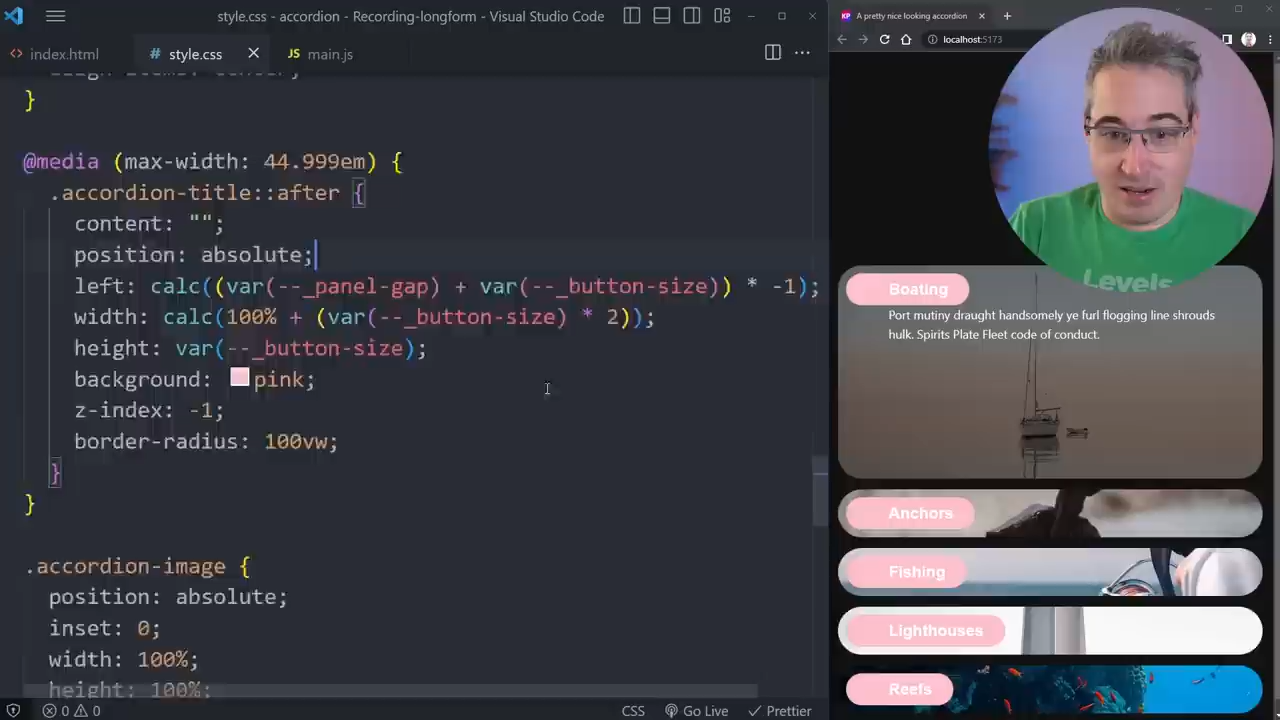 style.css - accordion - Recording-longform - Visual Studio Code
index.html
# style.css
JS main.js
}
@media (max-width: 44.999em) {
.accordion-title::after {
content: "";
position: absolute;
left: calc((var(--_panel-gap) + var(--_button-size)) * -1);
width: calc(100% + (var(--_button-size) * 2));
height: var(--_button-size);
background: pink;
z-index: -1;
border-radius: 100vw;
}
}
.accordion-image {
position: absolute;
inset: 0;
width: 100%;
height: 100%;
0 0
CSS
Go Live
Prettier
KP A pretty nice looking accordion
localhost:5173
Levels
Boating
Port mutiny draught handsomely ye furl flogging line shrouds
hulk. Spirits Plate Fleet code of conduct.
Anchors
Fishing
Lighthouses
Reefs